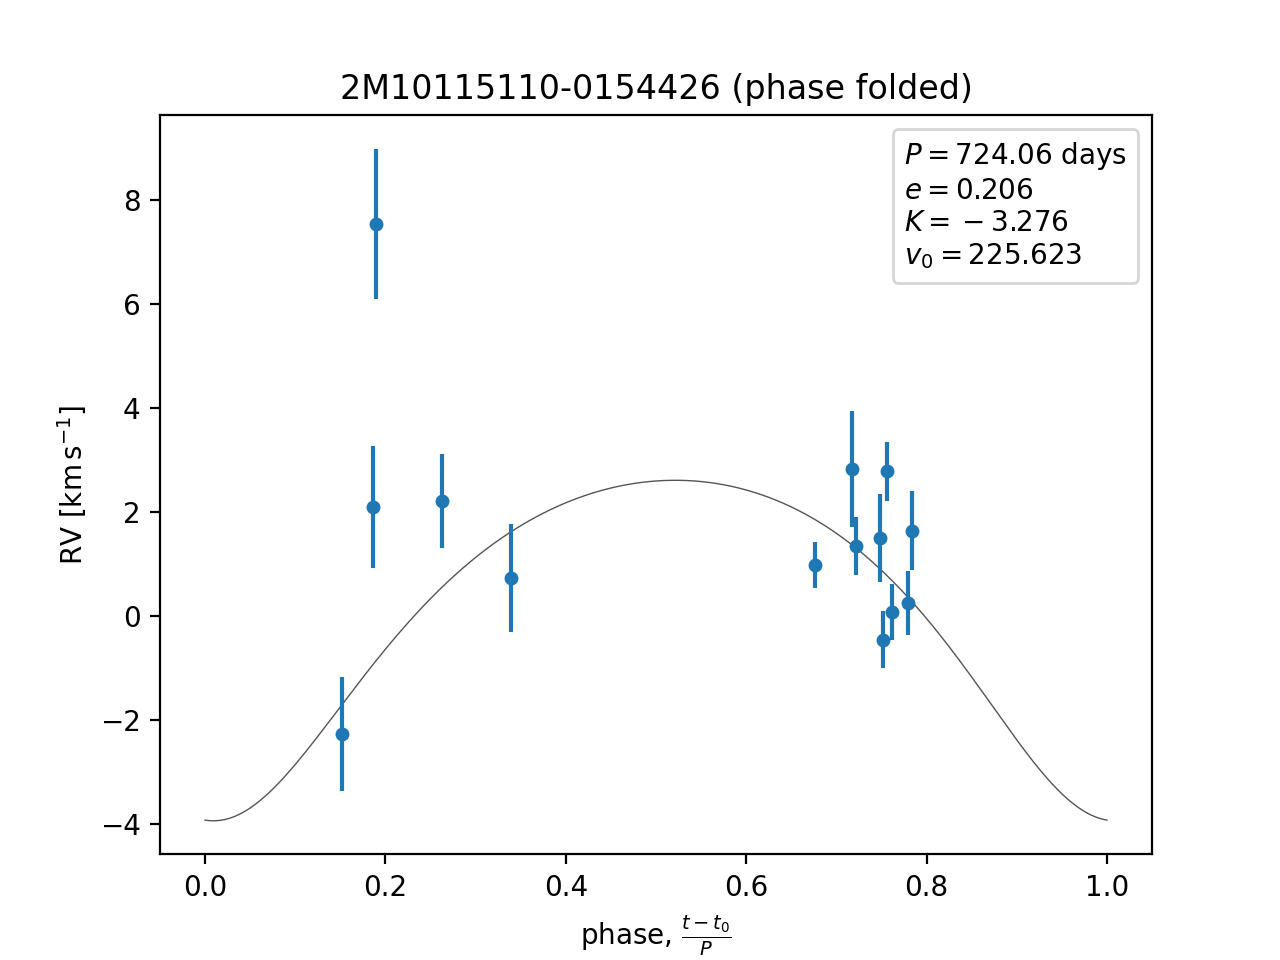 2M10115110-0154426 (phase folded)
P = 724.06 days
e = 0.206
K = −3.276
v₀ = 225.623
8
6
4
2
0
−2
−4
RV [km s⁻¹]
0.0 0.2 0.4 0.6 0.8 1.0
phase, (t − t₀)/P